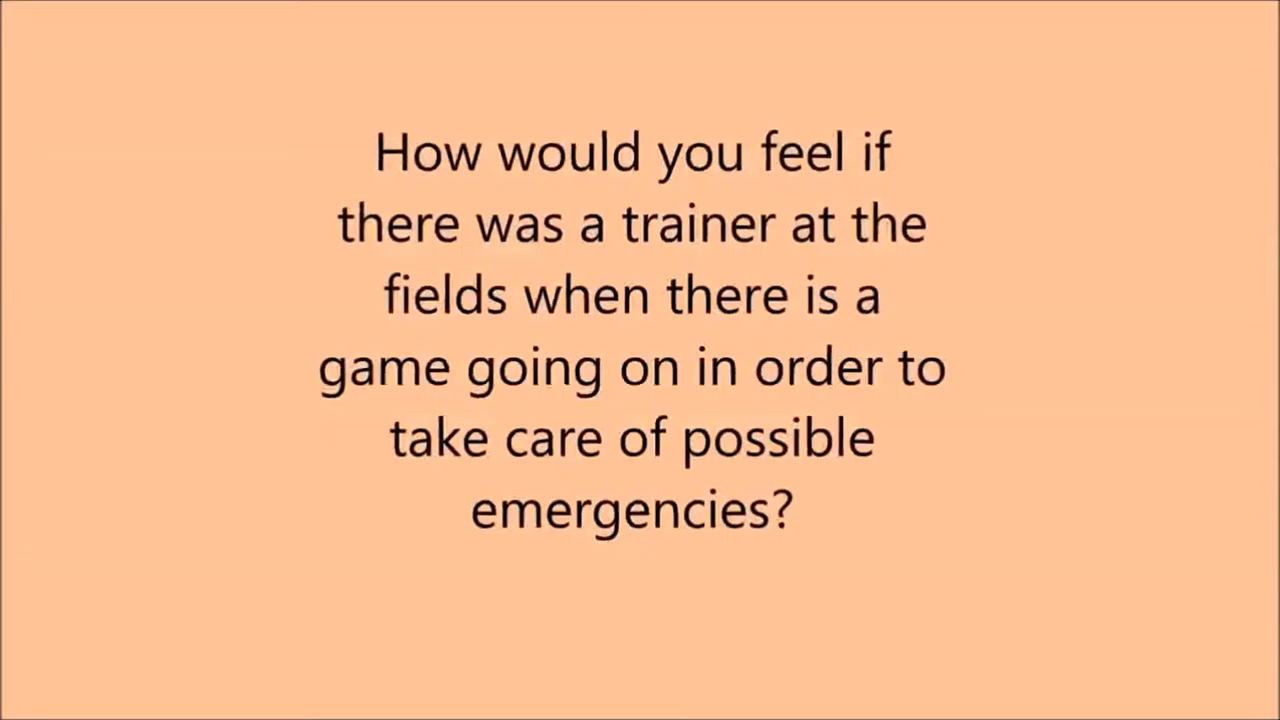 How would you feel if
there was a trainer at the
fields when there is a
game going on in order to
take care of possible
emergencies?